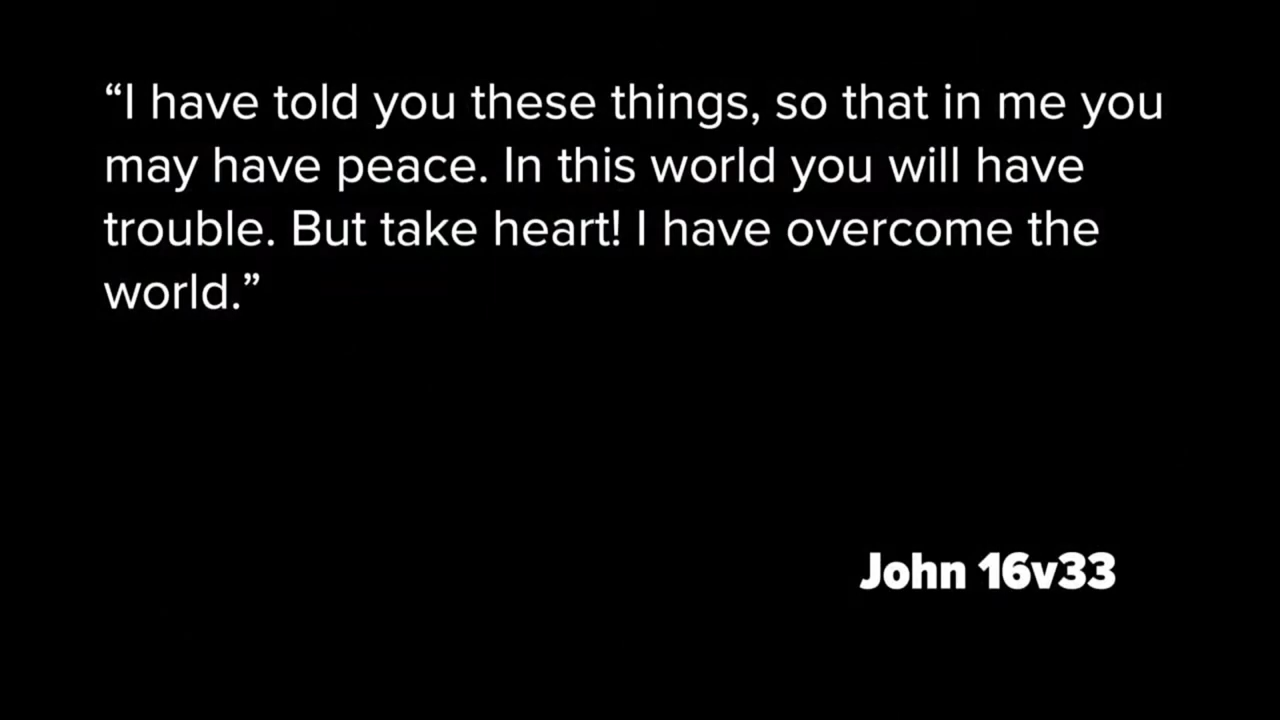 “I have told you these things, so that in me you
may have peace. In this world you will have
trouble. But take heart! I have overcome the
world.”
John 16v33